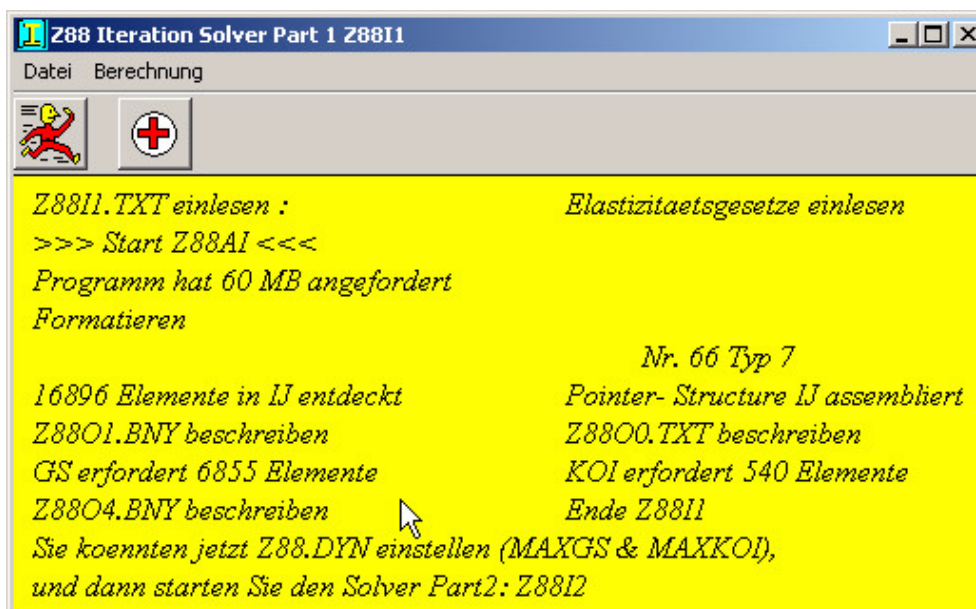 Z88 Iteration Solver Part 1 Z88I1
Datei Berechnung
Z88I1.TXT einlesen : Elastizitaetsgesetze einlesen
>>> Start Z88AI <<<
Programm hat 60 MB angefordert
Formatieren
Nr. 66 Typ 7
16896 Elemente in IJ entdeckt Pointer- Structure IJ assembliert
Z88O1.BNY beschreiben Z88O0.TXT beschreiben
GS erfordert 6855 Elemente KOI erfordert 540 Elemente
Z88O4.BNY beschreiben Ende Z88I1
Sie koennten jetzt Z88.DYN einstellen (MAXGS & MAXKOI),
und dann starten Sie den Solver Part2: Z88I2